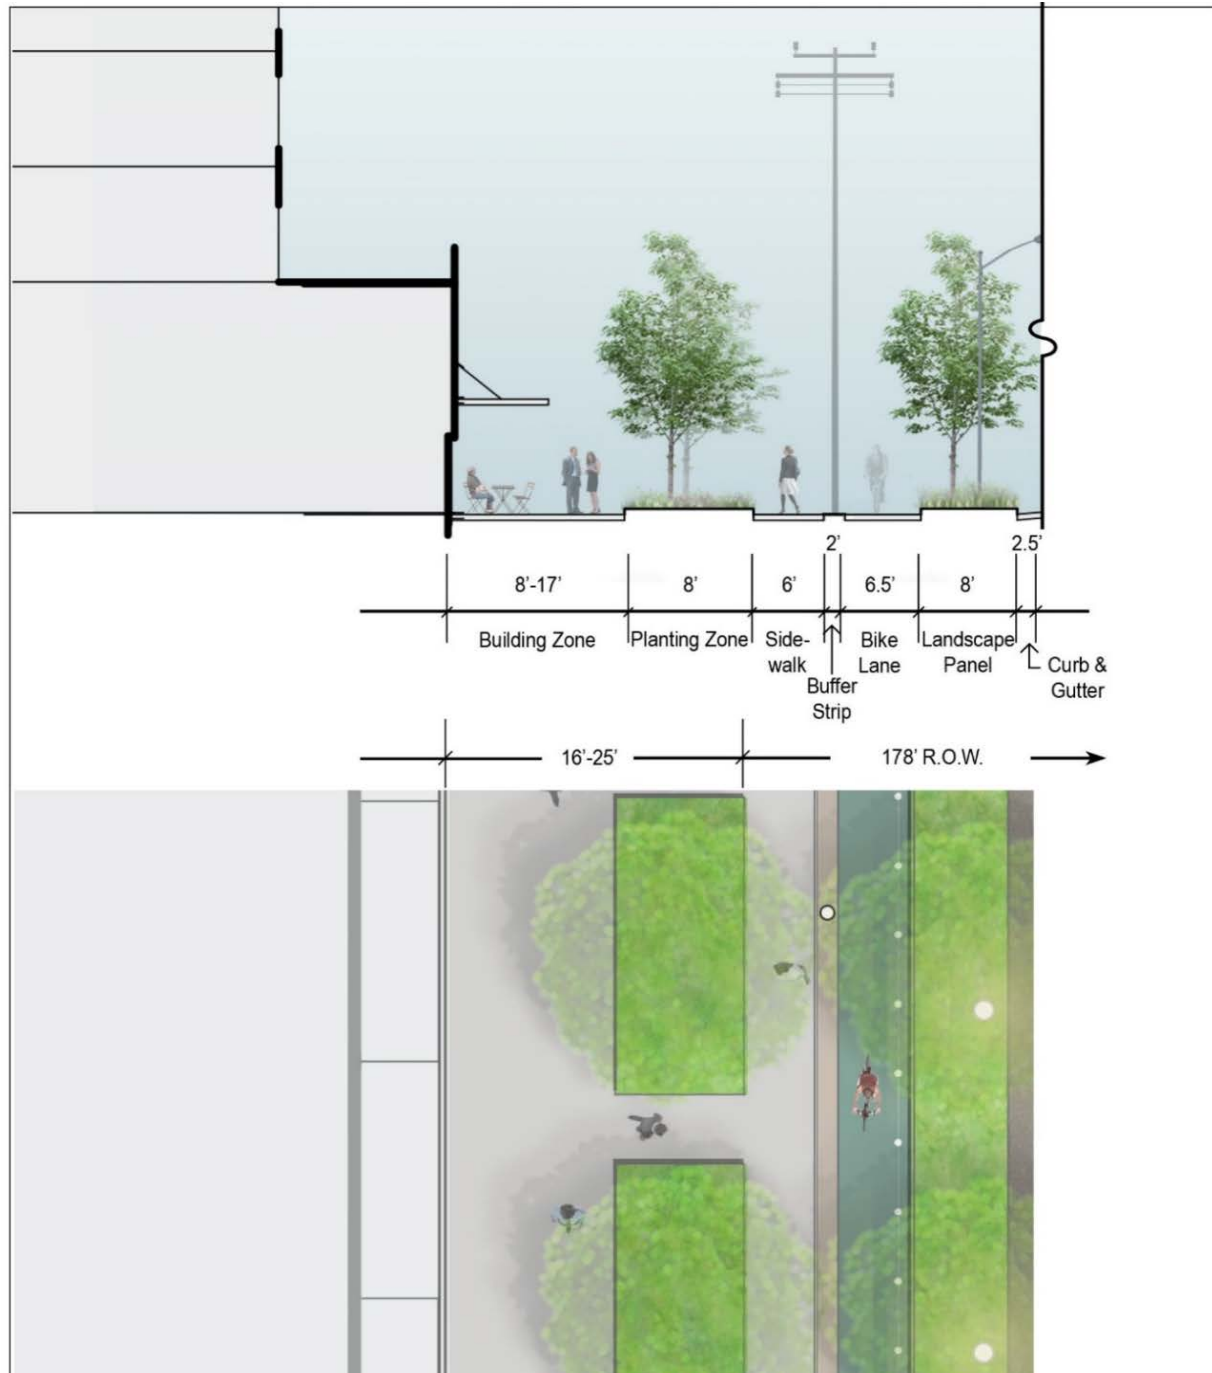 2’ 2.5’
8’-17’ 8’ 6’ 6.5’ 8’
Building Zone Planting Zone Side- Bike Landscape
walk Lane Panel Curb &
Buffer Gutter
Strip
16’-25’ 178’ R.O.W.